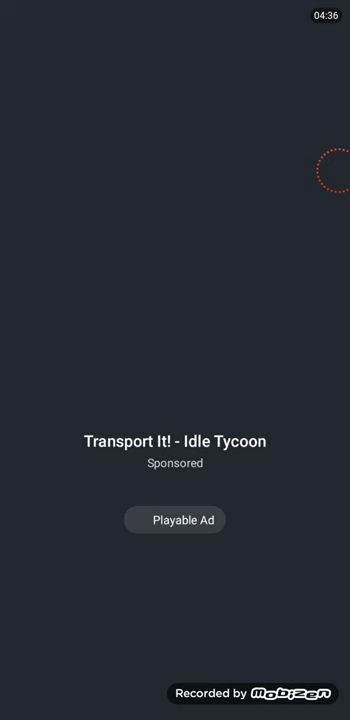 04:36
Transport It! - Idle Tycoon
Sponsored
Playable Ad
Recorded by mobizen